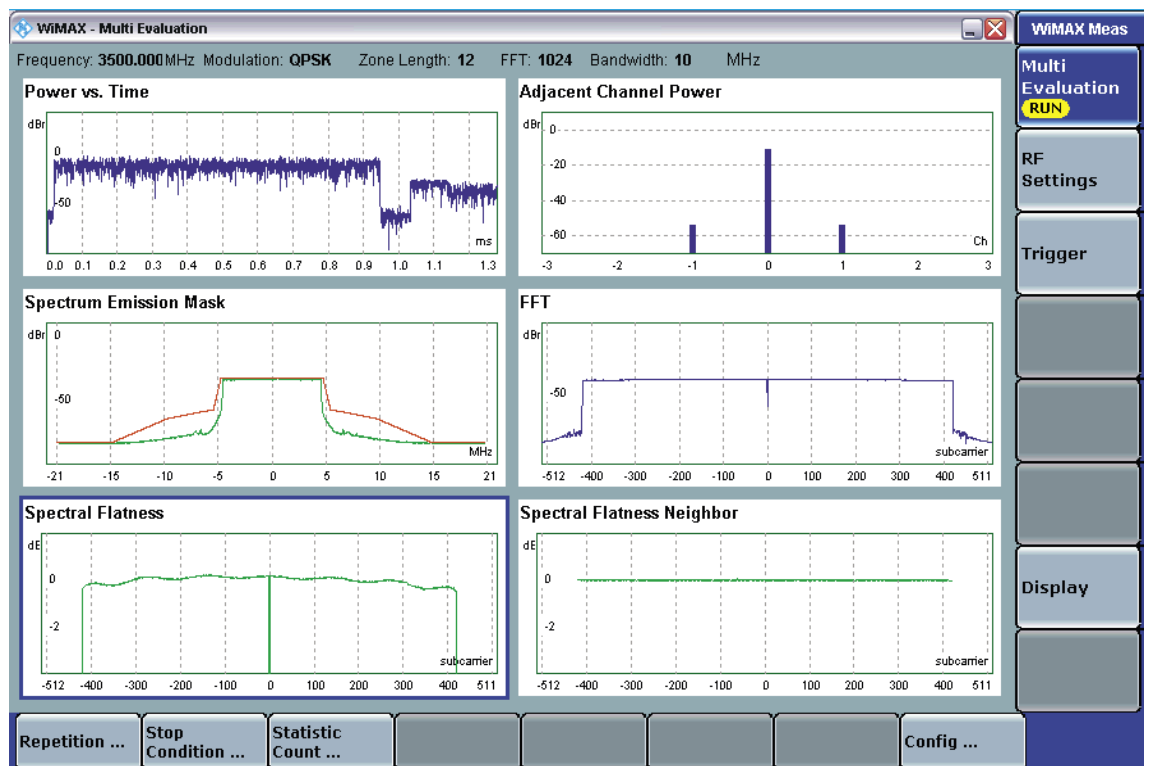 WiMAX - Multi Evaluation
Frequency: 3500.000 MHz Modulation: QPSK Zone Length: 12 FFT: 1024 Bandwidth: 10 MHz
Power vs. Time
dBr
0
-50
ms
0.0 0.1 0.2 0.3 0.4 0.5 0.6 0.7 0.8 0.9 1.0 1.1 1.3
Adjacent Channel Power
dBr
0
-20
-40
-60
Ch
-3 -2 -1 0 1 2 3
Spectrum Emission Mask
dBr
0
-50
MHz
-21 -15 -10 -5 0 5 10 15 21
FFT
dBr
-50
subcarrier
-512 -400 -300 -200 -100 0 100 200 300 400 511
Spectral Flatness
dE
0
-2
subcarrier
-512 -400 -300 -200 -100 0 100 200 300 400 511
Spectral Flatness Neighbor
dE
0
-2
subcarrier
-512 -400 -300 -200 -100 0 100 200 300 400 511
WiMAX Meas
Multi
Evaluation
RUN
RF
Settings
Trigger
Display
Repetition ...
Stop
Condition ...
Statistic
Count ...
Config ...